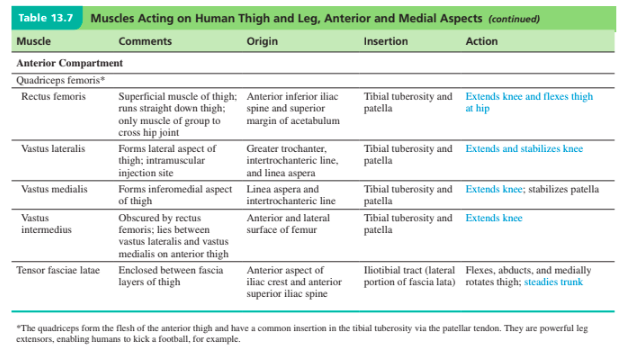 Table 13.7 Muscles Acting on Human Thigh and Leg, Anterior and Medial Aspects (continued)
Muscle Comments Origin Insertion Action
Anterior Compartment
Quadriceps femoris*
Rectus femoris Superficial muscle of thigh; Anterior inferior iliac Tibial tuberosity and Extends knee and flexes thigh
runs straight down thigh; spine and superior patella at hip
only muscle of group to margin of acetabulum
cross hip joint
Vastus lateralis Forms lateral aspect of Greater trochanter, Tibial tuberosity and Extends and stabilizes knee
thigh; intramuscular intertrochanteric line, patella
injection site and linea aspera
Vastus medialis Forms inferomedial aspect Linea aspera and Tibial tuberosity and Extends knee; stabilizes patella
of thigh intertrochanteric line patella
Vastus Obscured by rectus Anterior and lateral Tibial tuberosity and Extends knee
intermedius femoris; lies between surface of femur patella
vastus lateralis and vastus
medialis on anterior thigh
Tensor fasciae latae Enclosed between fascia Anterior aspect of Iliotibial tract (lateral Flexes, abducts, and medially
layers of thigh iliac crest and anterior portion of fascia lata) rotates thigh; steadies trunk
superior iliac spine
*The quadriceps form the flesh of the anterior thigh and have a common insertion in the tibial tuberosity via the patellar tendon. They are powerful leg
extensors, enabling humans to kick a football, for example.